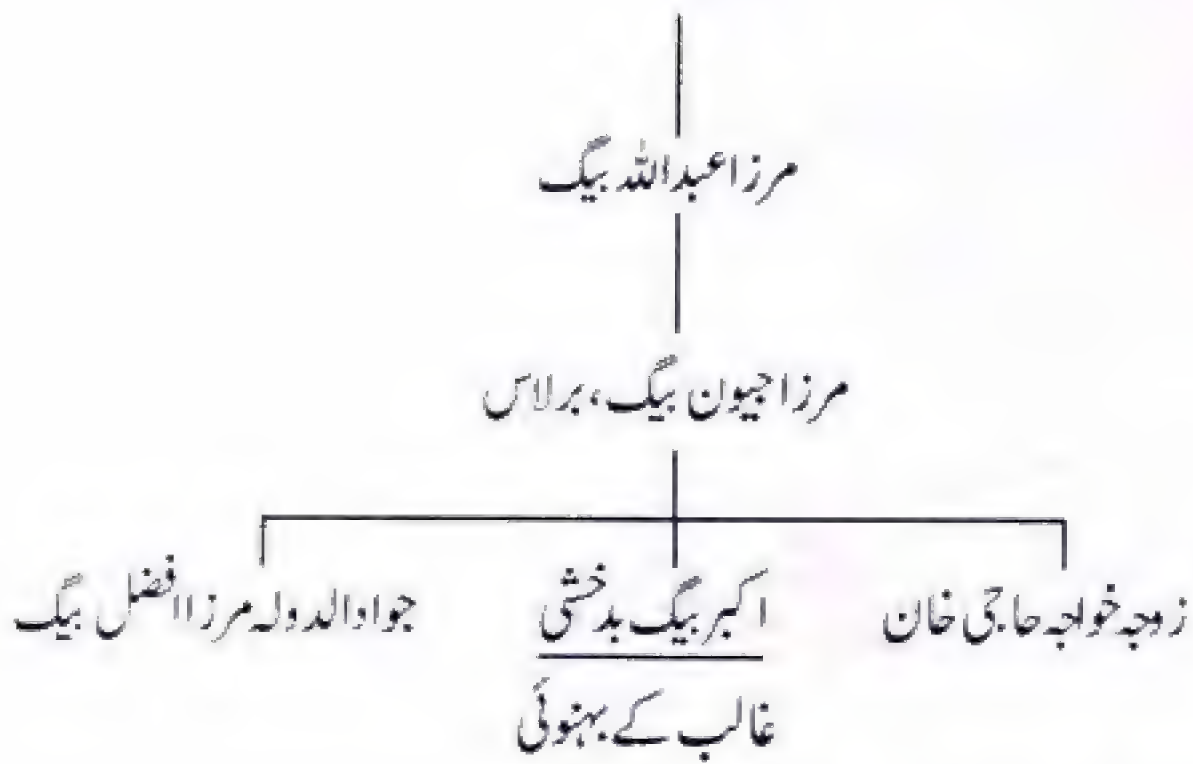 مرزا عبداللہ بیگ
مرزا جیون بیگ، برلاس
زوجہ خواجہ حاجی خان
اکبر بیگ بدخشی
جوادالدولہ مرزا افضل بیگ
غالب کے بہنوئی